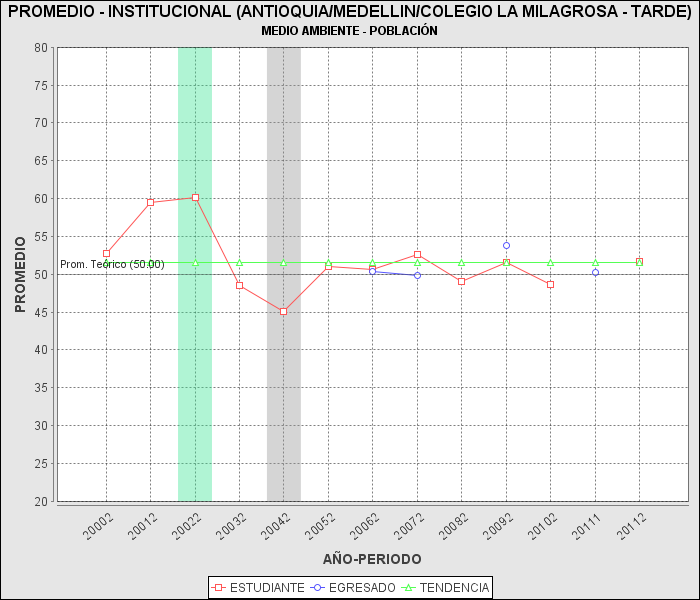 PROMEDIO - INSTITUCIONAL (ANTIOQUIA/MEDELLIN/COLEGIO LA MILAGROSA - TARDE)
MEDIO AMBIENTE - POBLACIÓN
80
75
70
65
60
55
50
45
40
35
30
25
20
PROMEDIO
Prom. Teórico (50.00)
20002 20012 20022 20032 20042 20052 20062 20072 20082 20092 20102 20111 20112
AÑO-PERIODO
ESTUDIANTE EGRESADO TENDENCIA